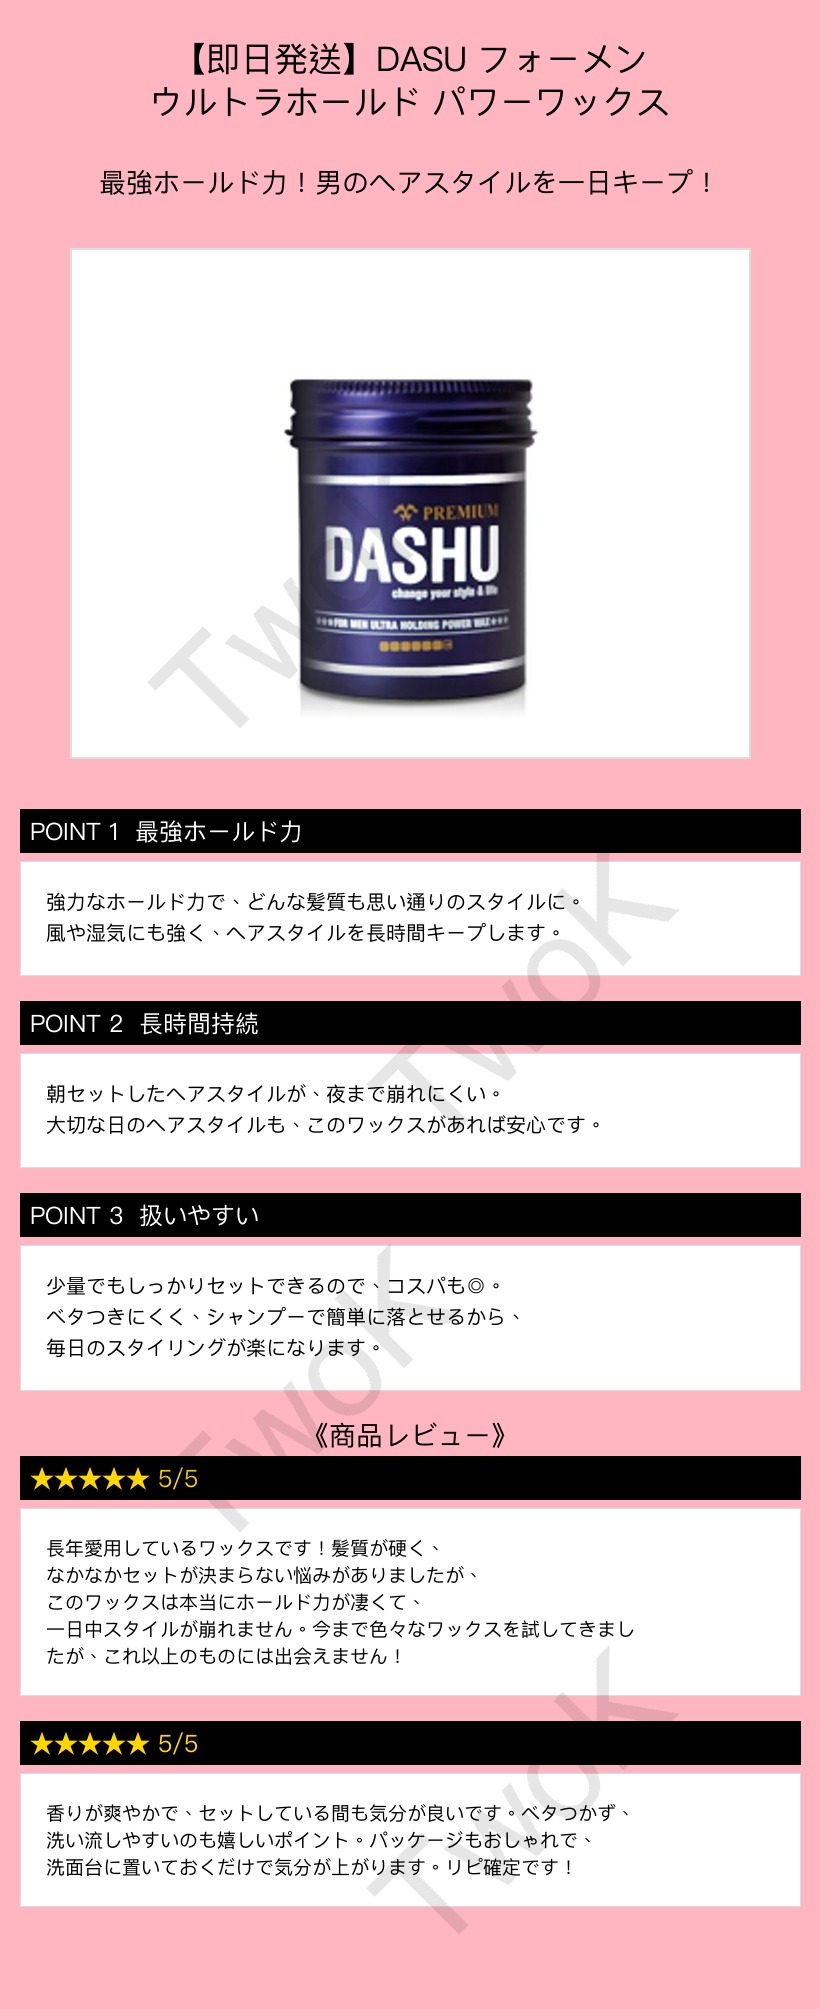 【即日発送】DASU フォーメン
ウルトラホールド パワーワックス
最強ホールド力！男のヘアスタイルを一日キープ！
PREMIUM
DASHU
change your style & life
FOR MEN ULTRA HOLDING POWER WAX
TwoK
POINT 1 最強ホールド力
強力なホールド力で、どんな髪質も思い通りのスタイルに。
風や湿気にも強く、ヘアスタイルを長時間キープします。
TwoK
POINT 2 長時間持続
朝セットしたヘアスタイルが、夜まで崩れにくい。
大切な日のヘアスタイルも、このワックスがあれば安心です。
POINT 3 扱いやすい
少量でもしっかりセットできるので、コスパも◎。
ベタつきにくく、シャンプーで簡単に落とせるから、
毎日のスタイリングが楽になります。
TwoK
《商品レビュー》
★★★★★ 5/5
長年愛用しているワックスです！髪質が硬く、
なかなかセットが決まらない悩みがありましたが、
このワックスは本当にホールド力が凄くて、
一日中スタイルが崩れません。今まで色々なワックスを試してきまし
たが、これ以上のものには出会えません！
★★★★★ 5/5
香りが爽やかで、セットしている間も気分が良いです。ベタつかず、
洗い流しやすいのも嬉しいポイント。パッケージもおしゃれで、
洗面台に置いておくだけで気分が上がります。リピ確定です！
TwoK